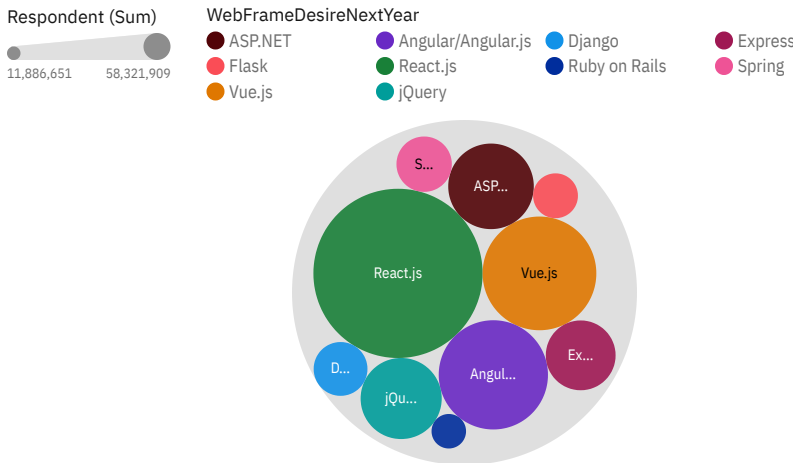 Respondent (Sum)
11,886,651 58,321,909
WebFrameDesireNextYear
ASP.NET Angular/Angular.js Django Express
Flask React.js Ruby on Rails Spring
Vue.js jQuery
S...
ASP...
React.js
Vue.js
Ex...
D...
Angul...
jQu...